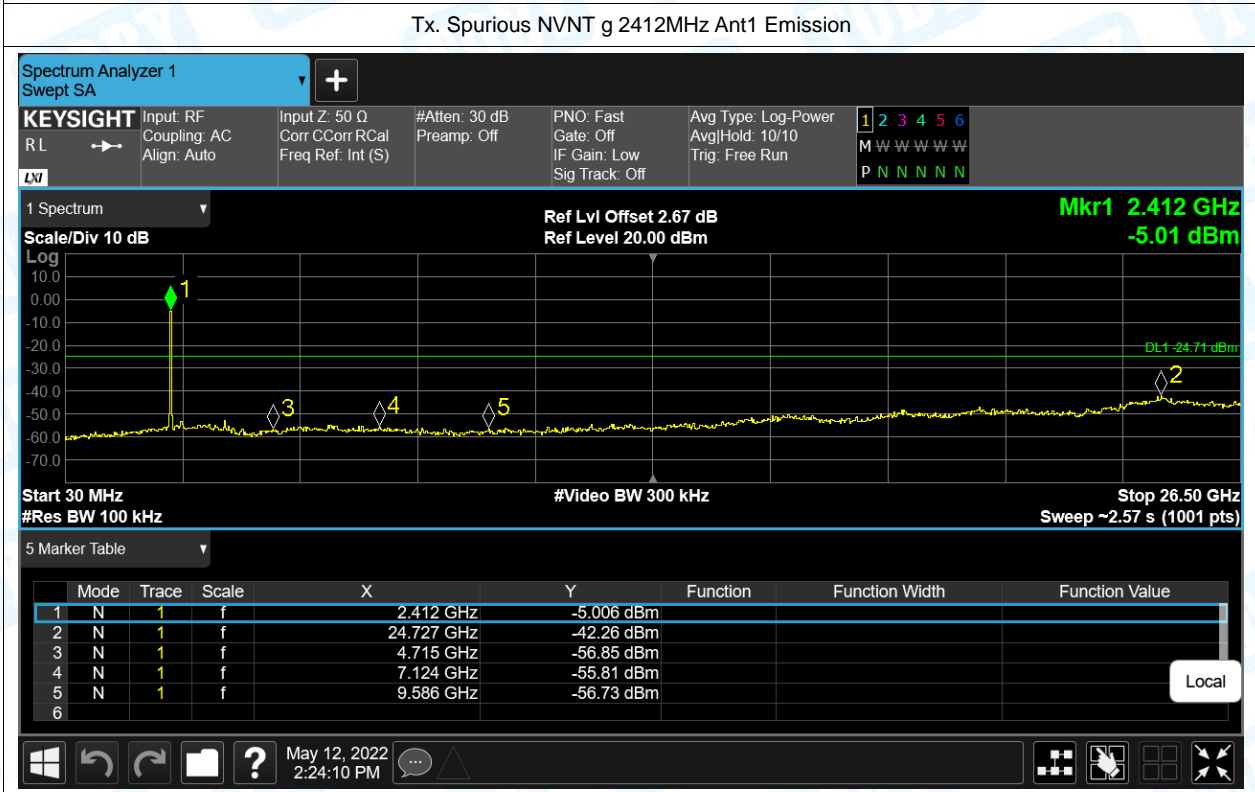 Tx. Spurious NVNT g 2412MHz Ant1 Emission
Spectrum Analyzer 1
Swept SA
KEYSIGHT
R L
LXI
Input: RF
Coupling: AC
Align: Auto
Input Z: 50 Ω
Corr CCorr RCal
Freq Ref: Int (S)
#Atten: 30 dB
Preamp: Off
PNO: Fast
Gate: Off
IF Gain: Low
Sig Track: Off
Avg Type: Log-Power
Avg|Hold: 10/10
Trig: Free Run
1 2 3 4 5 6
M W W W W W
P N N N N N
1 Spectrum
Scale/Div 10 dB
Ref Lvl Offset 2.67 dB
Ref Level 20.00 dBm
Mkr1 2.412 GHz
-5.01 dBm
Log
10.0
0.00
-10.0
-20.0
-30.0
-40.0
-50.0
-60.0
-70.0
1
DL1 -24.71 dBm
2
3
4
5
Start 30 MHz
#Res BW 100 kHz
#Video BW 300 kHz
Stop 26.50 GHz
Sweep ~2.57 s (1001 pts)
5 Marker Table
Mode Trace Scale X Y Function Function Width Function Value
1 N 1 f 2.412 GHz -5.006 dBm
2 N 1 f 24.727 GHz -42.26 dBm
3 N 1 f 4.715 GHz -56.85 dBm
4 N 1 f 7.124 GHz -55.81 dBm
5 N 1 f 9.586 GHz -56.73 dBm
6
Local
?
May 12, 2022
2:24:10 PM